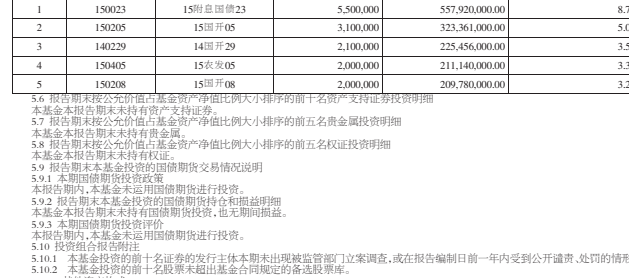 1 150023 15附息国债23 5,500,000 557,920,000.00 8.7
2 150205 15国开05 3,100,000 323,361,000.00 5.0
3 140229 14国开29 2,100,000 225,456,000.00 3.5
4 150405 15农发05 2,000,000 211,140,000.00 3.3
5 150208 15国开08 2,000,000 209,780,000.00 3.2
5.6 报告期末按公允价值占基金资产净值比例大小排序的前十名资产支持证券投资明细
本基金本报告期末未持有资产支持证券。
5.7 报告期末按公允价值占基金资产净值比例大小排序的前五名贵金属投资明细
本基金本报告期末未持有贵金属。
5.8 报告期末按公允价值占基金资产净值比例大小排序的前五名权证投资明细
本基金本报告期末未持有权证。
5.9 报告期末本基金投资的国债期货交易情况说明
5.9.1 本期国债期货投资政策
本报告期内,本基金未运用国债期货进行投资。
5.9.2 报告期末本基金投资的国债期货持仓和损益明细
本基金本报告期末未持有国债期货投资,也无期间损益。
5.9.3 本期国债期货投资评价
本报告期内,本基金未运用国债期货进行投资。
5.10 投资组合报告附注
5.10.1 本基金投资的前十名证券的发行主体本期未出现被监管部门立案调查,或在报告编制日前一年内受到公开谴责、处罚的情形
5.10.2 本基金投资的前十名股票未超出基金合同规定的备选股票库。